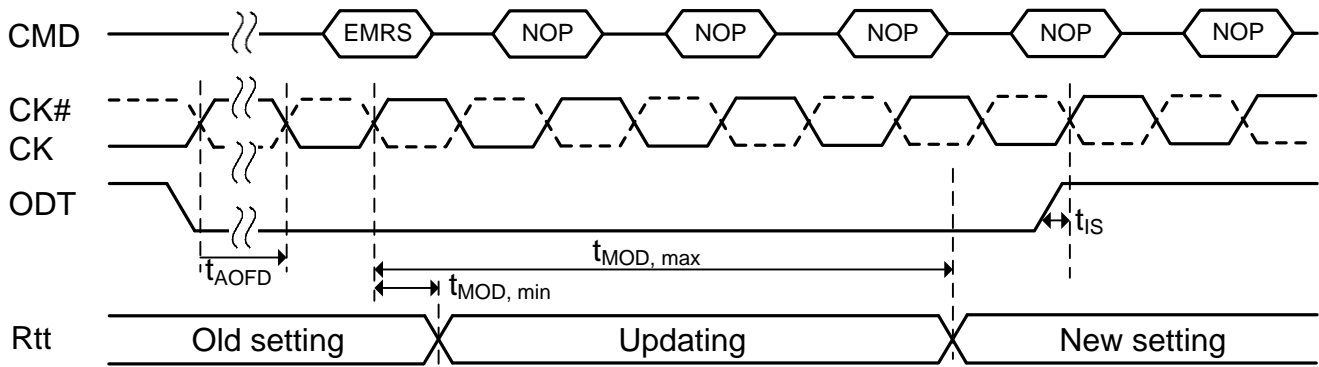 CMD EMRS NOP NOP NOP NOP NOP
CK#
CK
ODT
tIS
tAOFD
tMOD, max
tMOD, min
Rtt Old setting Updating New setting